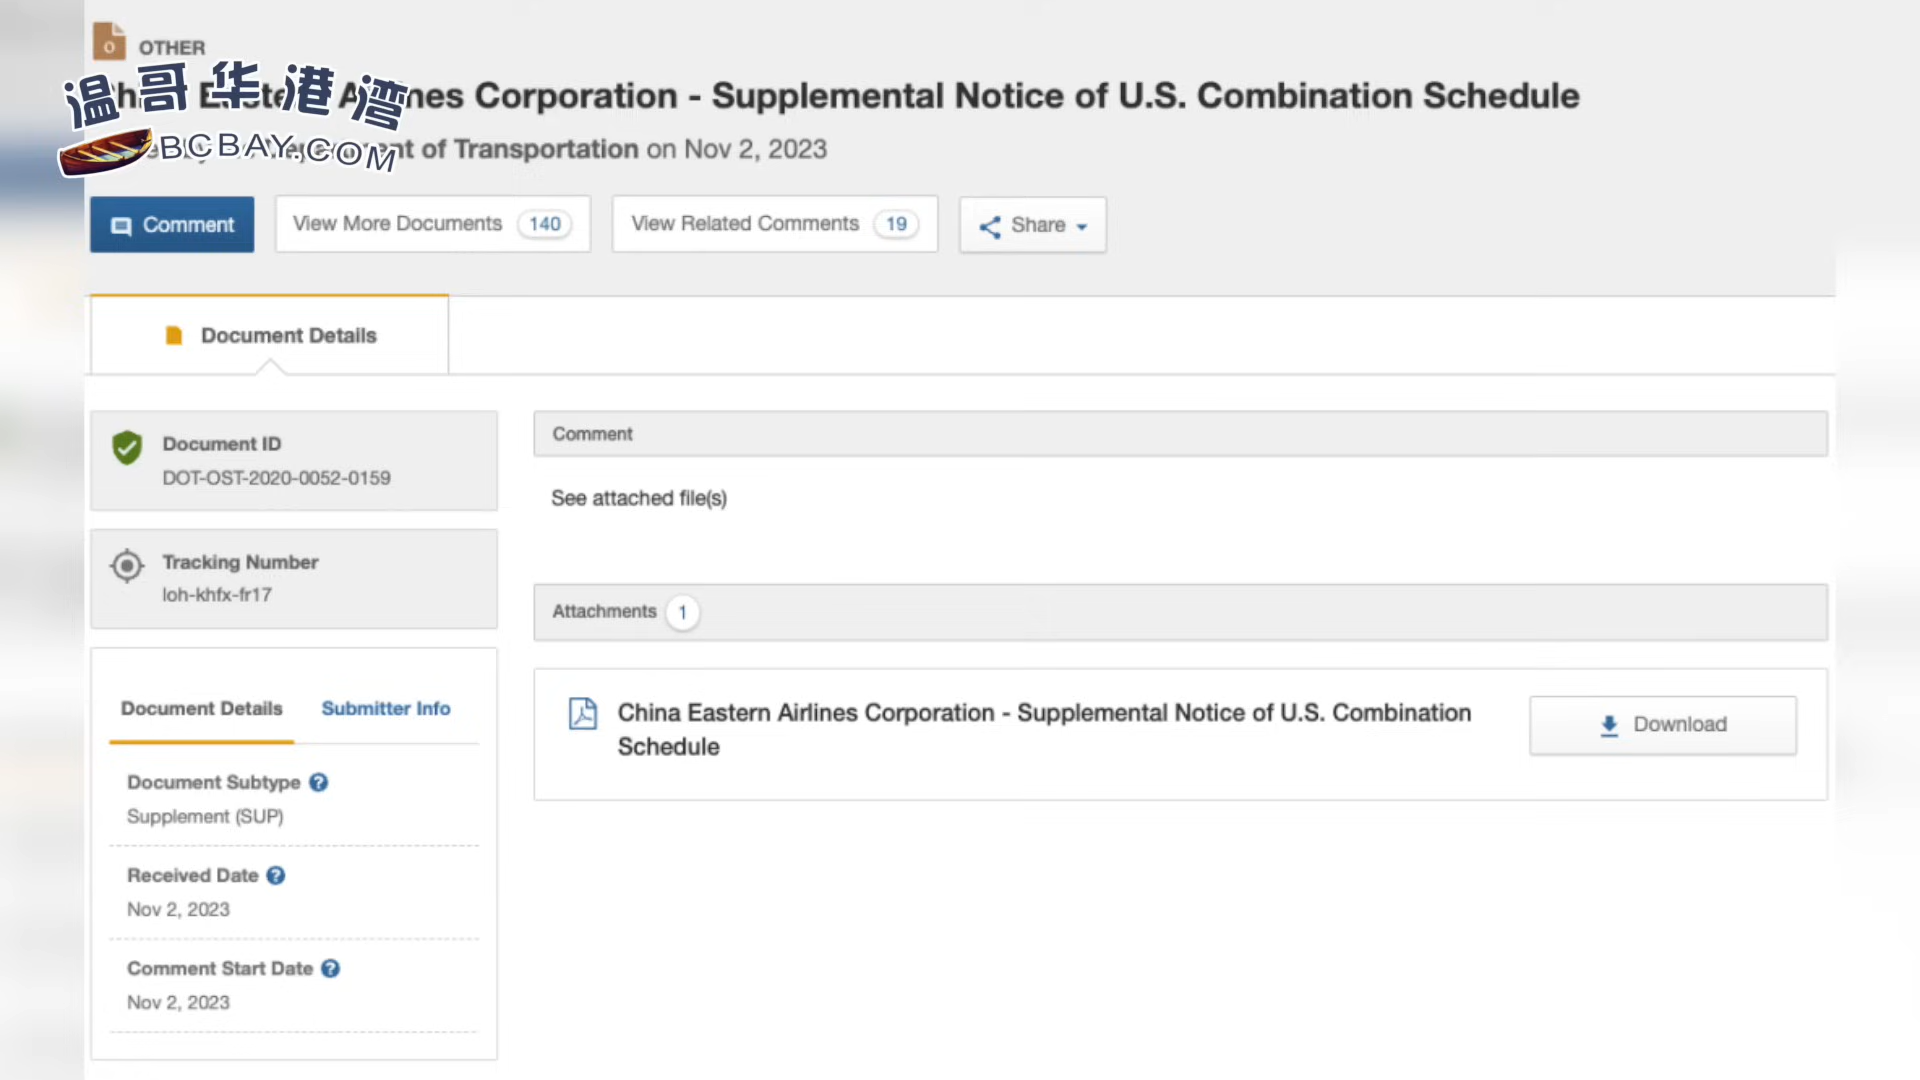 OTHER
温哥华港湾
Airlines Corporation - Supplemental Notice of U.S. Combination Schedule
BCBAY.COM
of Transportation on Nov 2, 2023
Comment
View More Documents 140
View Related Comments 19
Share
Document Details
Document ID
DOT-OST-2020-0052-0159
Tracking Number
loh-khfx-fr17
Document Details
Submitter Info
Document Subtype
Supplement (SUP)
Received Date
Nov 2, 2023
Comment Start Date
Nov 2, 2023
Comment
See attached file(s)
Attachments 1
China Eastern Airlines Corporation - Supplemental Notice of U.S. Combination
Schedule
Download